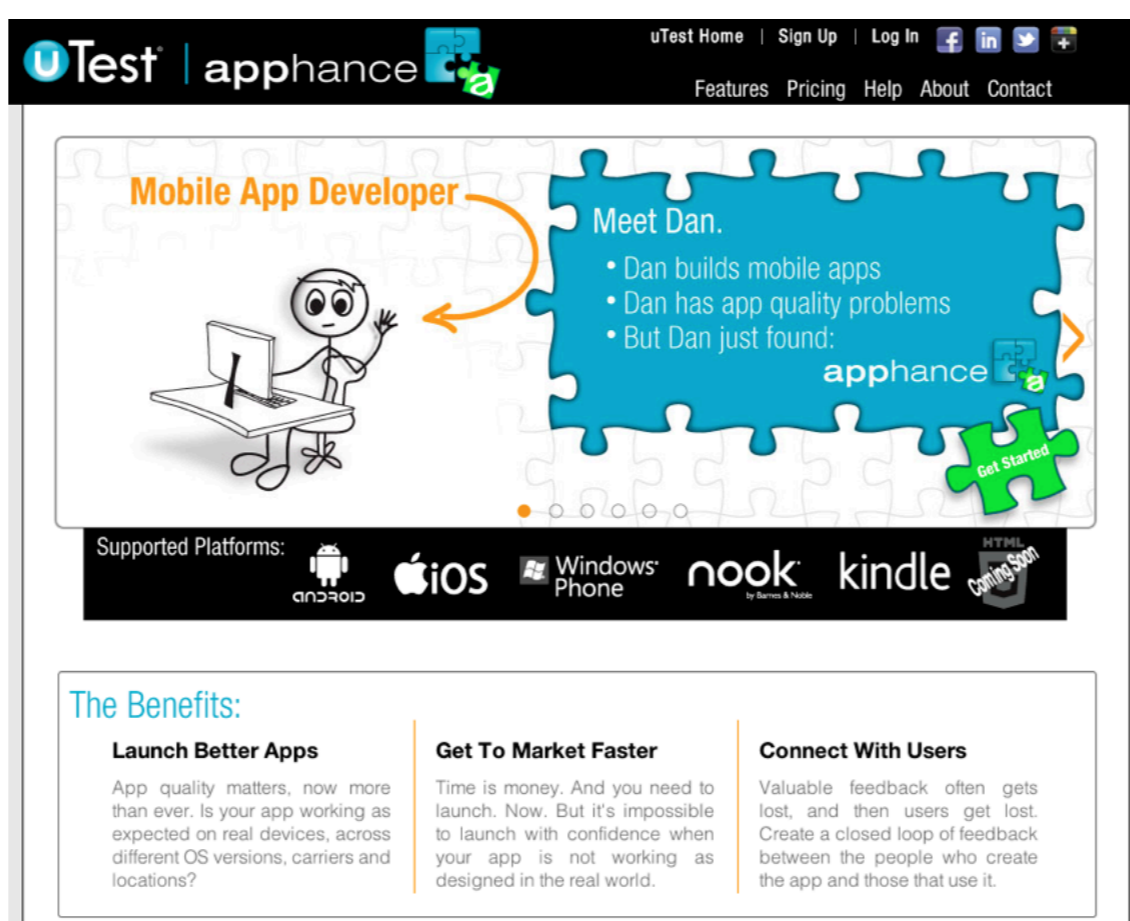 uTest | apphance
uTest Home | Sign Up | Log In
Features Pricing Help About Contact
Mobile App Developer
Meet Dan.
• Dan builds mobile apps
• Dan has app quality problems
• But Dan just found:
apphance
a
Get Started
Supported Platforms:
android
iOS
Windows
Phone
nook
by Barnes & Noble
kindle
HTML
Coming Soon
The Benefits:
Launch Better Apps
App quality matters, now more
than ever. Is your app working as
expected on real devices, across
different OS versions, carriers and
locations?
Get To Market Faster
Time is money. And you need to
launch. Now. But it's impossible
to launch with confidence when
your app is not working as
designed in the real world.
Connect With Users
Valuable feedback often gets
lost, and then users get lost.
Create a closed loop of feedback
between the people who create
the app and those that use it.